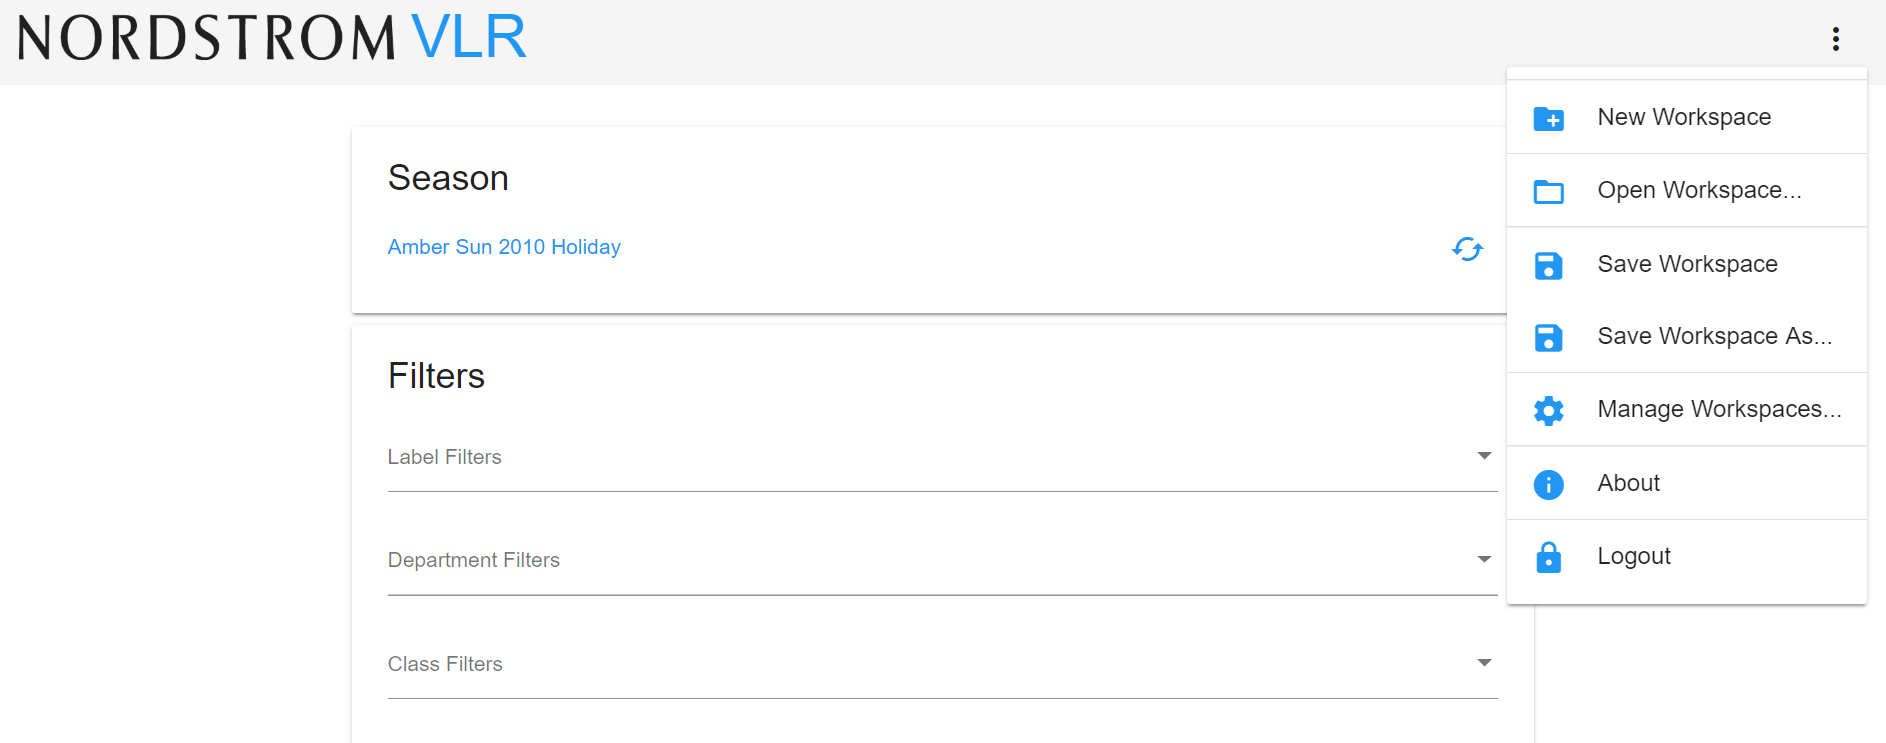 NORDSTROM VLR
Season
Amber Sun 2010 Holiday
Filters
Label Filters
Department Filters
Class Filters
New Workspace
Open Workspace...
Save Workspace
Save Workspace As...
Manage Workspaces...
About
Logout